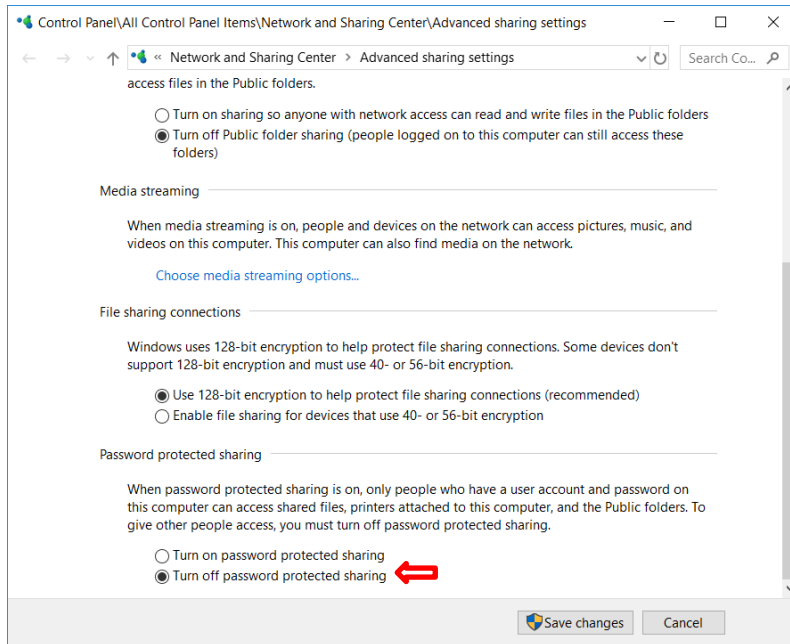 Control Panel\All Control Panel Items\Network and Sharing Center\Advanced sharing settings
« Network and Sharing Center > Advanced sharing settings
Search Co...
access files in the Public folders.
Turn on sharing so anyone with network access can read and write files in the Public folders
Turn off Public folder sharing (people logged on to this computer can still access these
folders)
Media streaming
When media streaming is on, people and devices on the network can access pictures, music, and
videos on this computer. This computer can also find media on the network.
Choose media streaming options...
File sharing connections
Windows uses 128-bit encryption to help protect file sharing connections. Some devices don't
support 128-bit encryption and must use 40- or 56-bit encryption.
Use 128-bit encryption to help protect file sharing connections (recommended)
Enable file sharing for devices that use 40- or 56-bit encryption
Password protected sharing
When password protected sharing is on, only people who have a user account and password on
this computer can access shared files, printers attached to this computer, and the Public folders. To
give other people access, you must turn off password protected sharing.
Turn on password protected sharing
Turn off password protected sharing
Save changes
Cancel